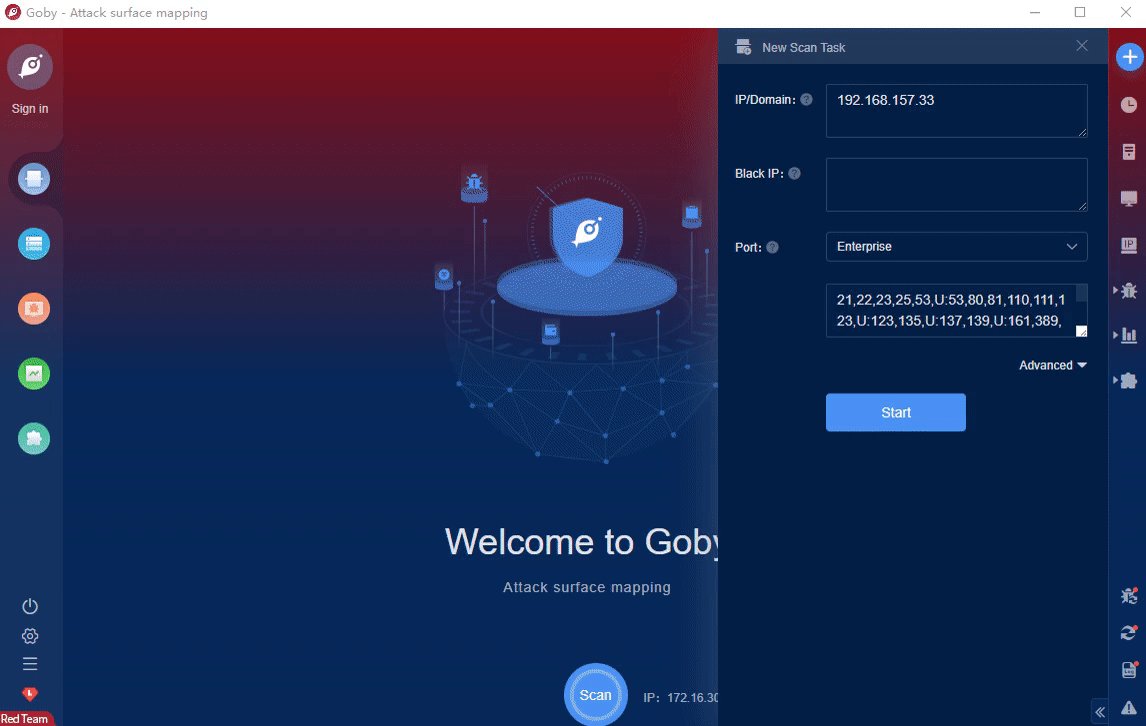 Goby - Attack surface mapping
New Scan Task
Sign in
IP/Domain:
192.168.157.33
Black IP:
Port:
Enterprise
21,22,23,25,53,U:53,80,81,110,111,1
23,U:123,135,U:137,139,U:161,389,
Advanced
Start
Welcome to Goby
Attack surface mapping
Scan
IP: 172.16.30
Red Team